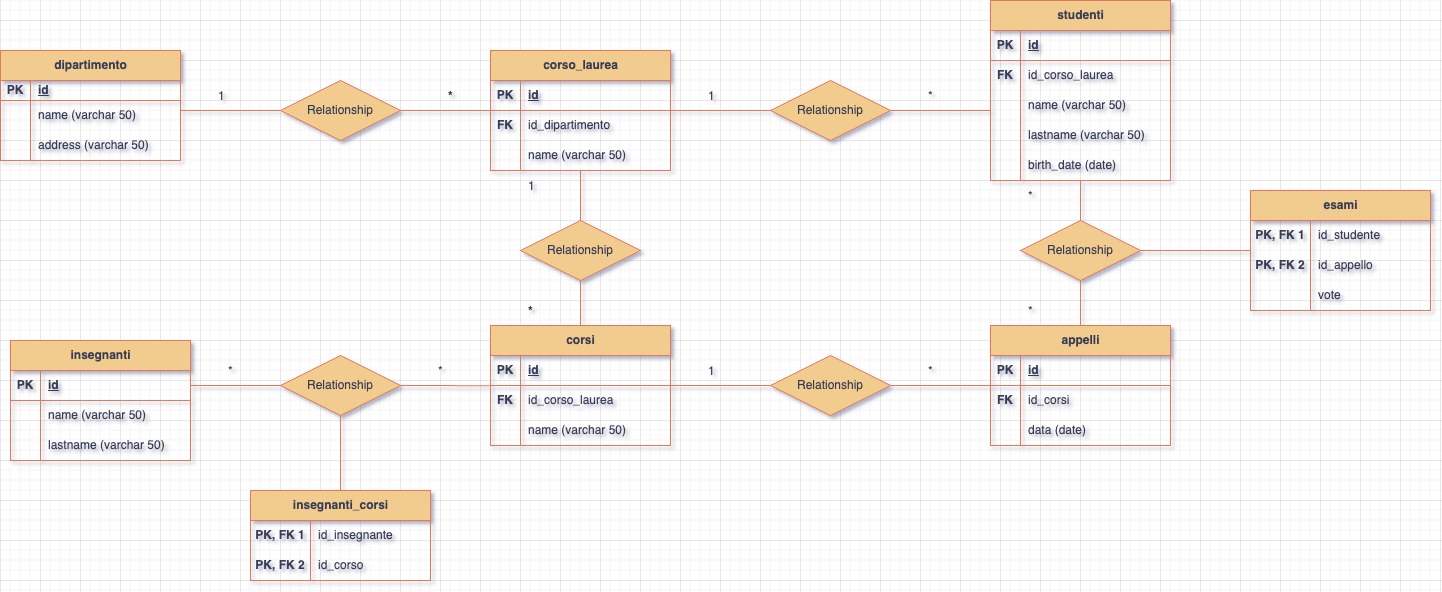 dipartimento
PK id
name (varchar 50)
address (varchar 50)
1
Relationship
*
corso_laurea
PK id
FK id_dipartimento
name (varchar 50)
1
Relationship
*
studenti
PK id
FK id_corso_laurea
name (varchar 50)
lastname (varchar 50)
birth_date (date)
1
Relationship
*
*
Relationship
*
esami
PK, FK 1 id_studente
PK, FK 2 id_appello
vote
insegnanti
PK id
name (varchar 50)
lastname (varchar 50)
*
Relationship
*
corsi
PK id
FK id_corso_laurea
name (varchar 50)
1
Relationship
*
appelli
PK id
FK id_corsi
data (date)
insegnanti_corsi
PK, FK 1 id_insegnante
PK, FK 2 id_corso